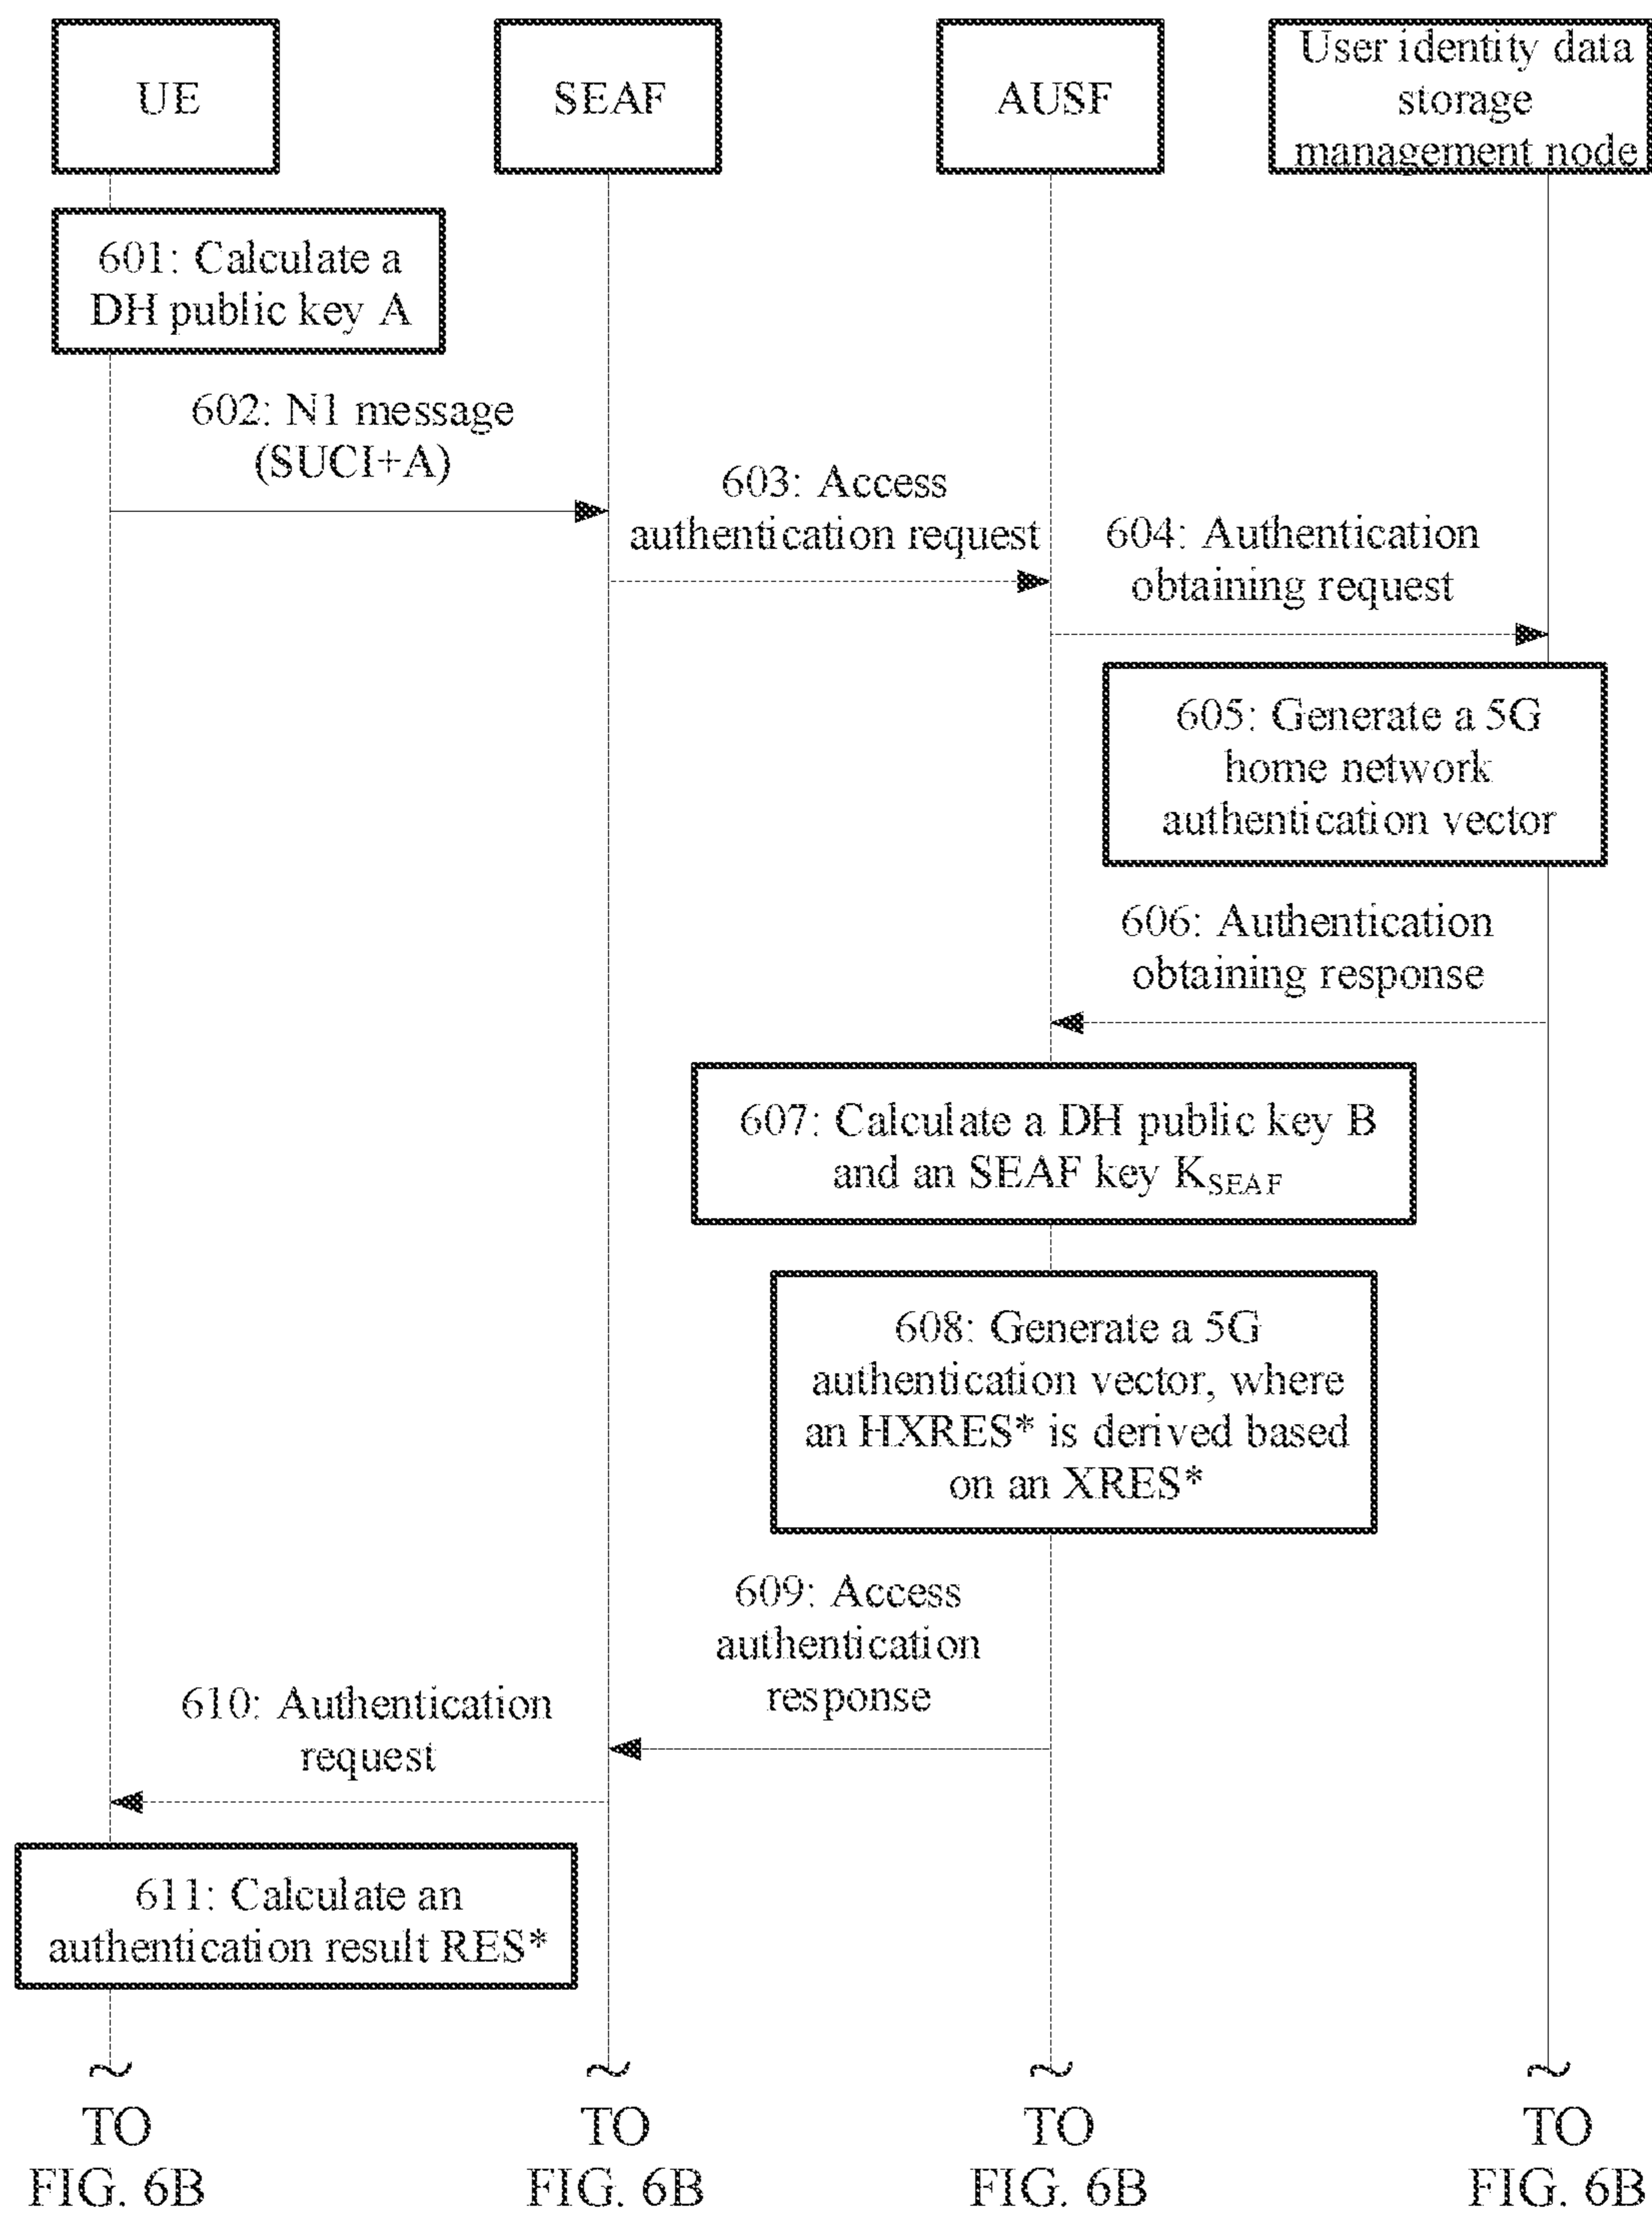 UE
SEAF
AUSF
User identity data
storage
management node
601: Calculate a
DH public key A
602: N1 message
(SUCI+A)
603: Access
authentication request
604: Authentication
obtaining request
605: Generate a 5G
home network
authentication vector
606: Authentication
obtaining response
607: Calculate a DH public key B
and an SEAF key K_SEAF
608: Generate a 5G
authentication vector, where
an HXRES* is derived based
on an XRES*
609: Access
authentication
response
610: Authentication
request
611: Calculate an
authentication result RES*
~
~
~
~
TO
FIG. 6B
TO
FIG. 6B
TO
FIG. 6B
TO
FIG. 6B